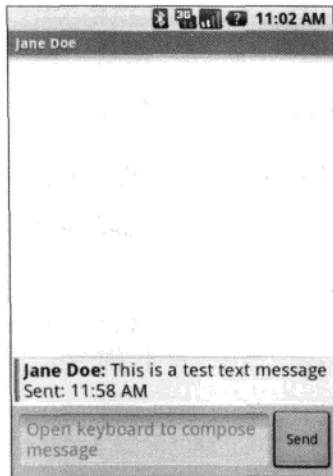 3G
?
11:02 AM
Jane Doe
Jane Doe: This is a test text message
Sent: 11:58 AM
Open keyboard to compose
message
Send